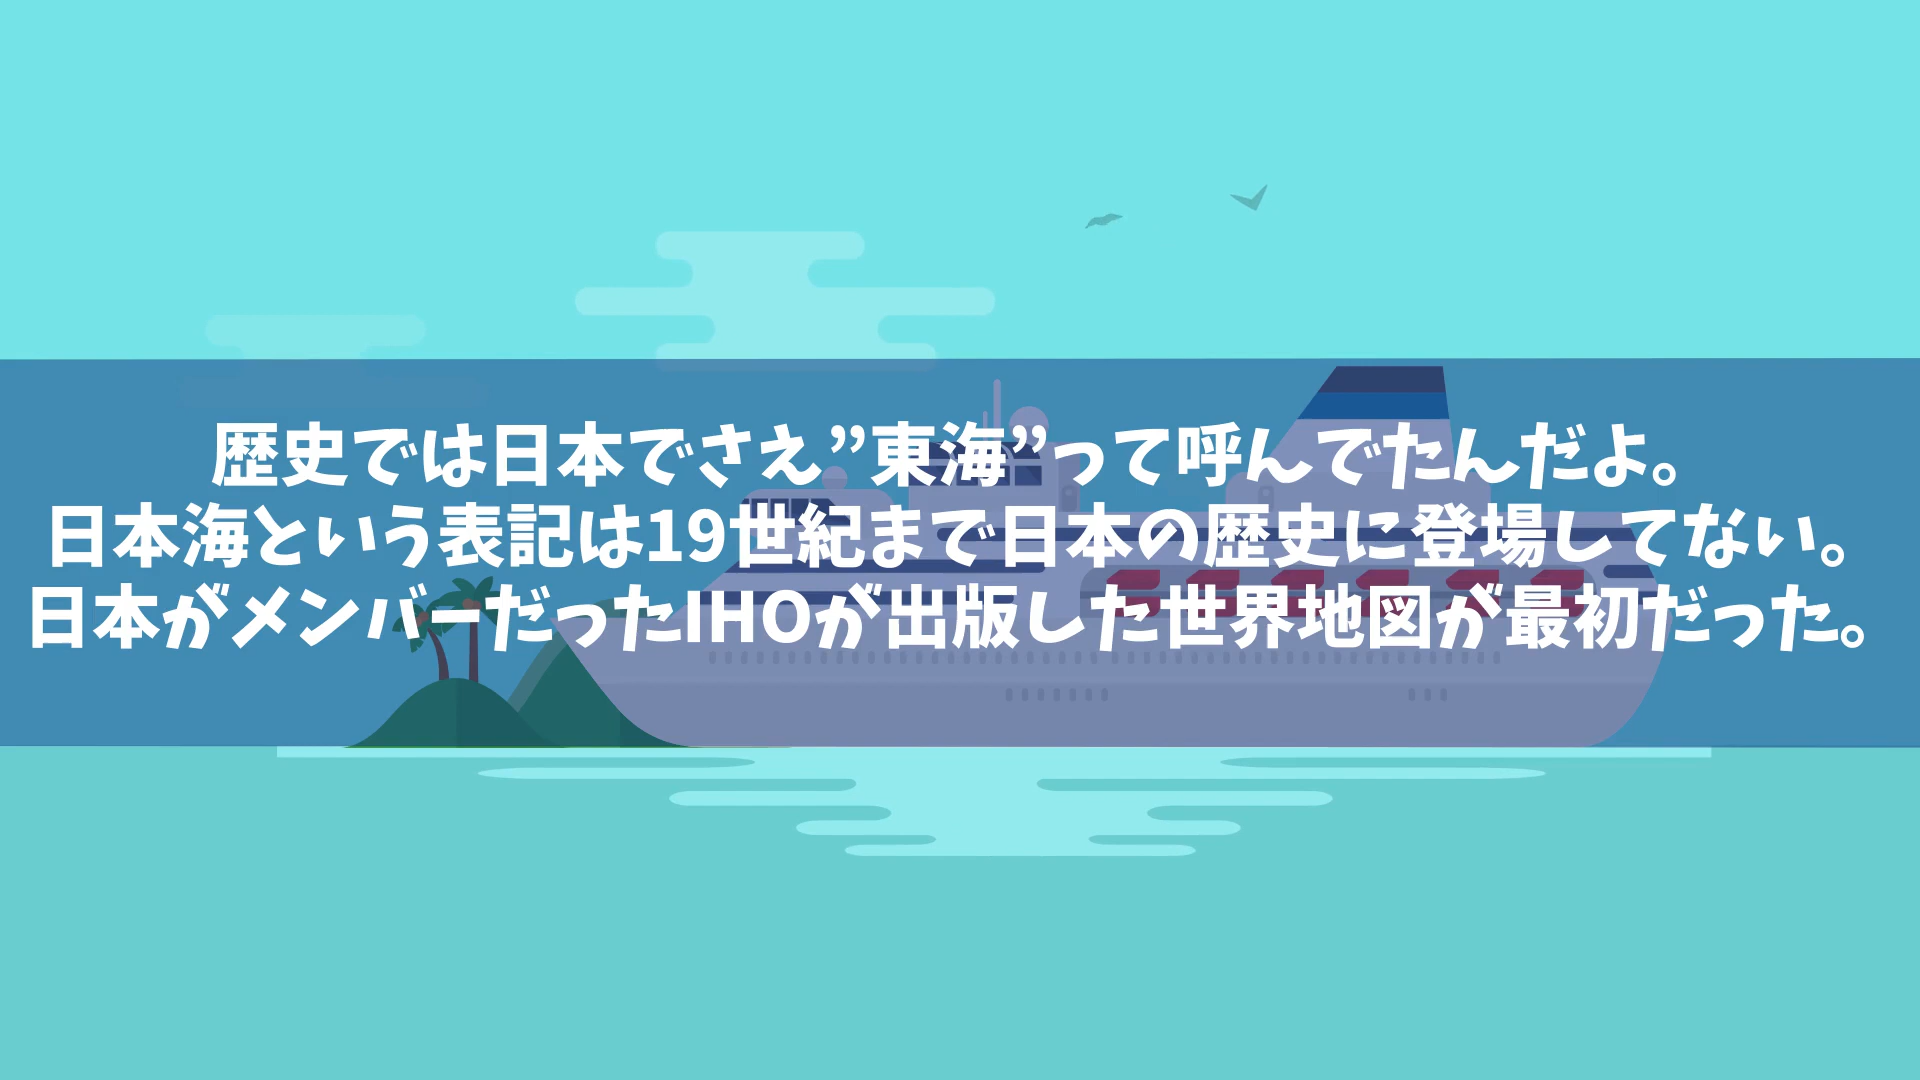 歴史では日本でさえ”東海”って呼んでたんだよ。
日本海という表記は19世紀まで日本の歴史に登場してない。
日本がメンバーだったIHOが出版した世界地図が最初だった。